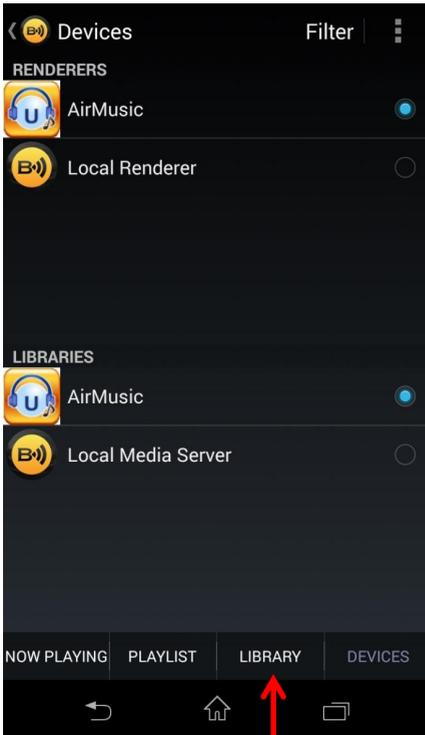 Devices Filter
RENDERERS
AirMusic
Local Renderer
LIBRARIES
AirMusic
Local Media Server
NOW PLAYING PLAYLIST LIBRARY DEVICES